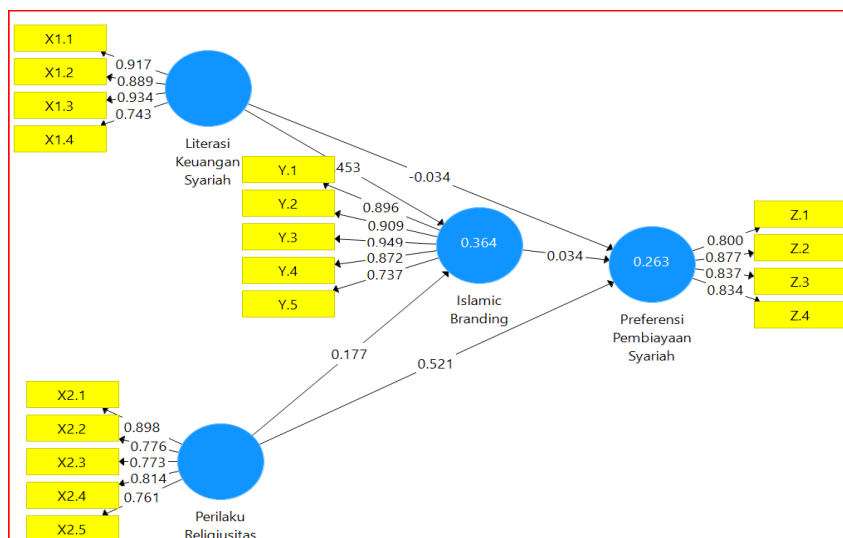 X1.1
X1.2
X1.3
X1.4
0.917
0.889
0.934
0.743
Literasi
Keuangan
Syariah
.453
-0.034
Y.1
Y.2
Y.3
Y.4
Y.5
0.896
0.909
0.949
0.872
0.737
0.364
Islamic
Branding
0.034
0.263
Preferensi
Pembiayaan
Syariah
0.800
0.877
0.837
0.834
Z.1
Z.2
Z.3
Z.4
0.177
0.521
X2.1
X2.2
X2.3
X2.4
X2.5
0.898
0.776
0.773
0.814
0.761
Perilaku
Religiusitas